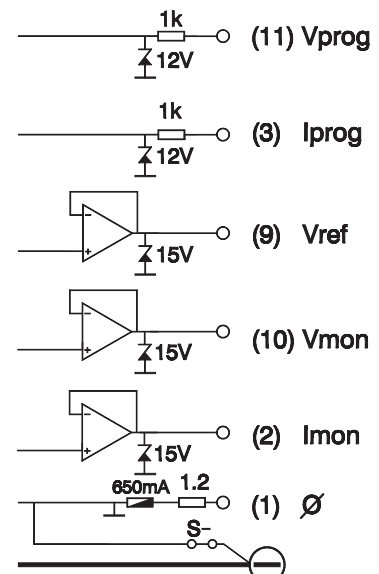 1k
(11) Vprog
12V
1k
(3) Iprog
12V
(9) Vref
15V
(10) Vmon
15V
(2) Imon
15V
650mA 1.2
(1) Ø
S–